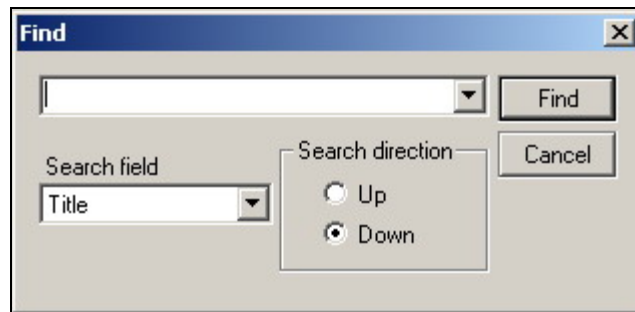 Find
Find
Search field
Title
Search direction
Up
Down
Cancel